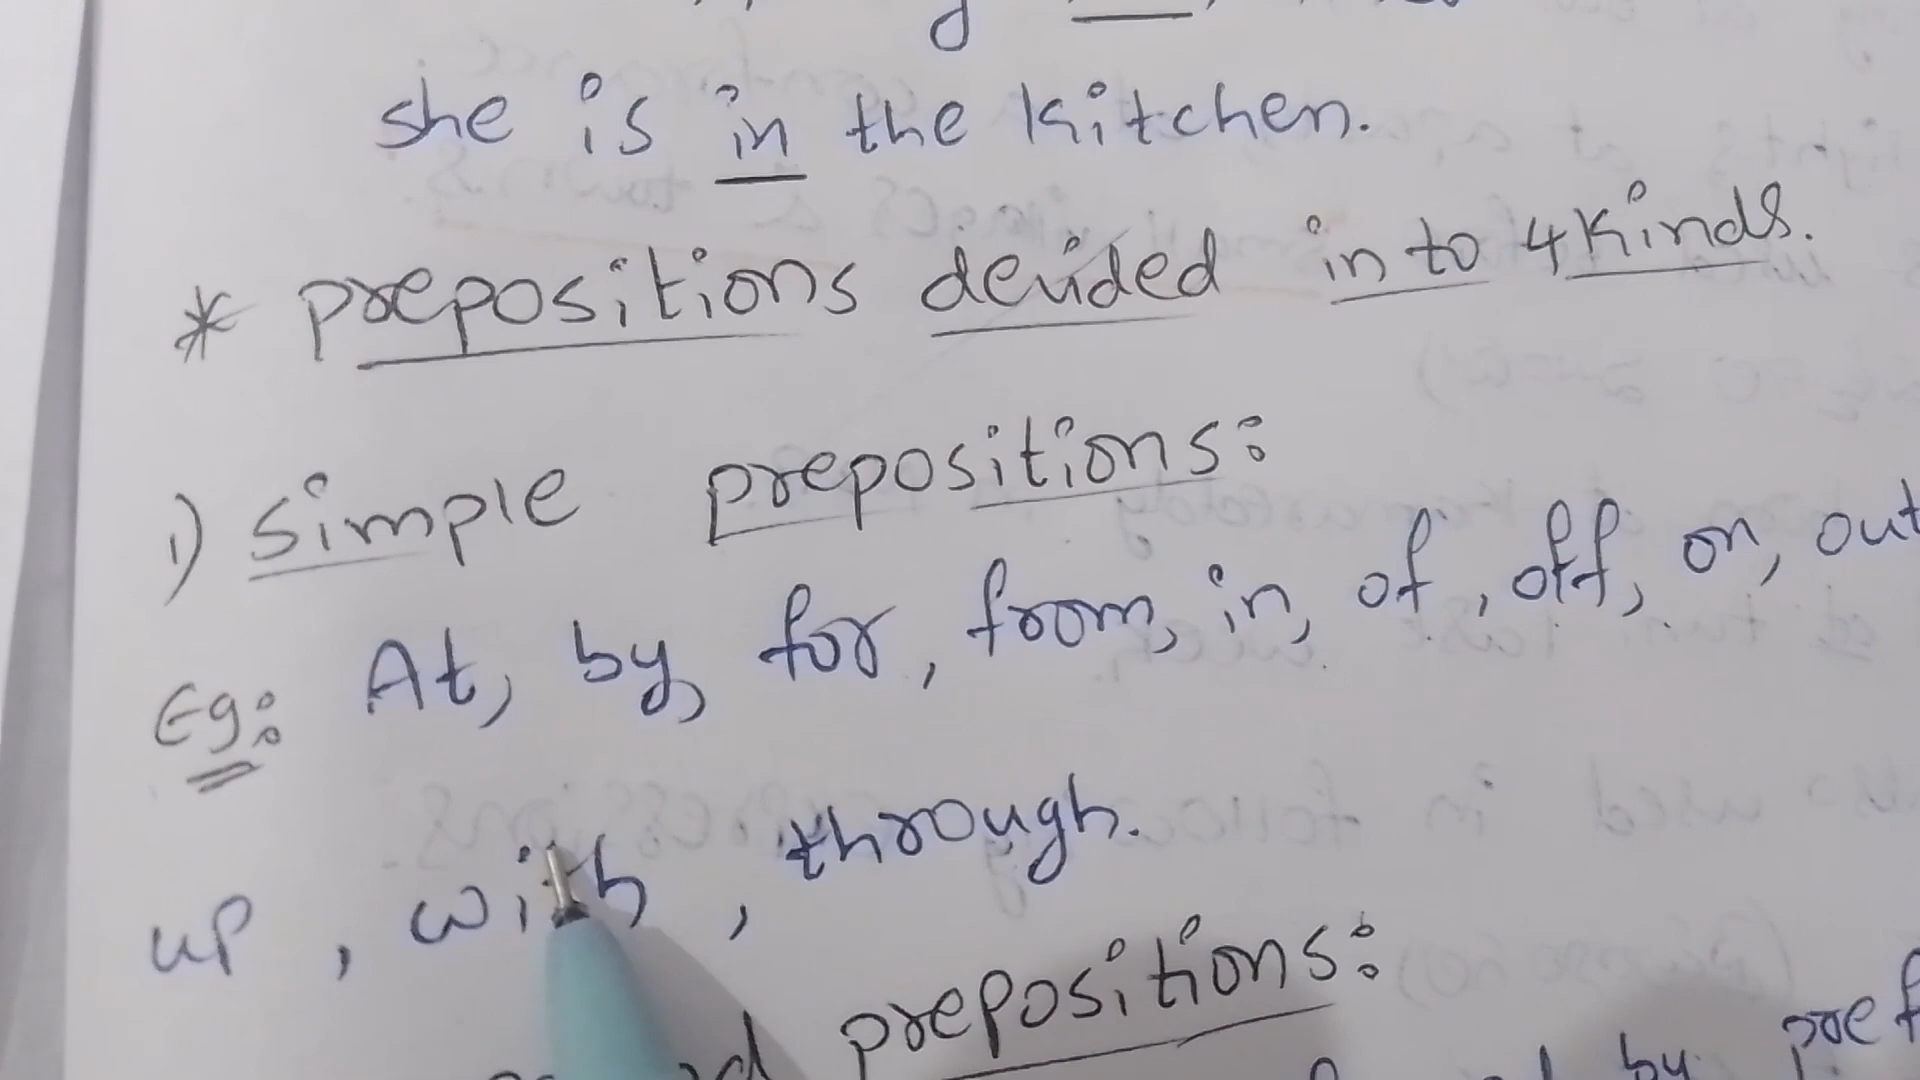 she is in the kitchen.
* prepositions devided in to 4 kinds.
1) simple prepositions:
Eg: At, by, for, from, in, of, off, on, out
up, with, through.
prepositions:
by